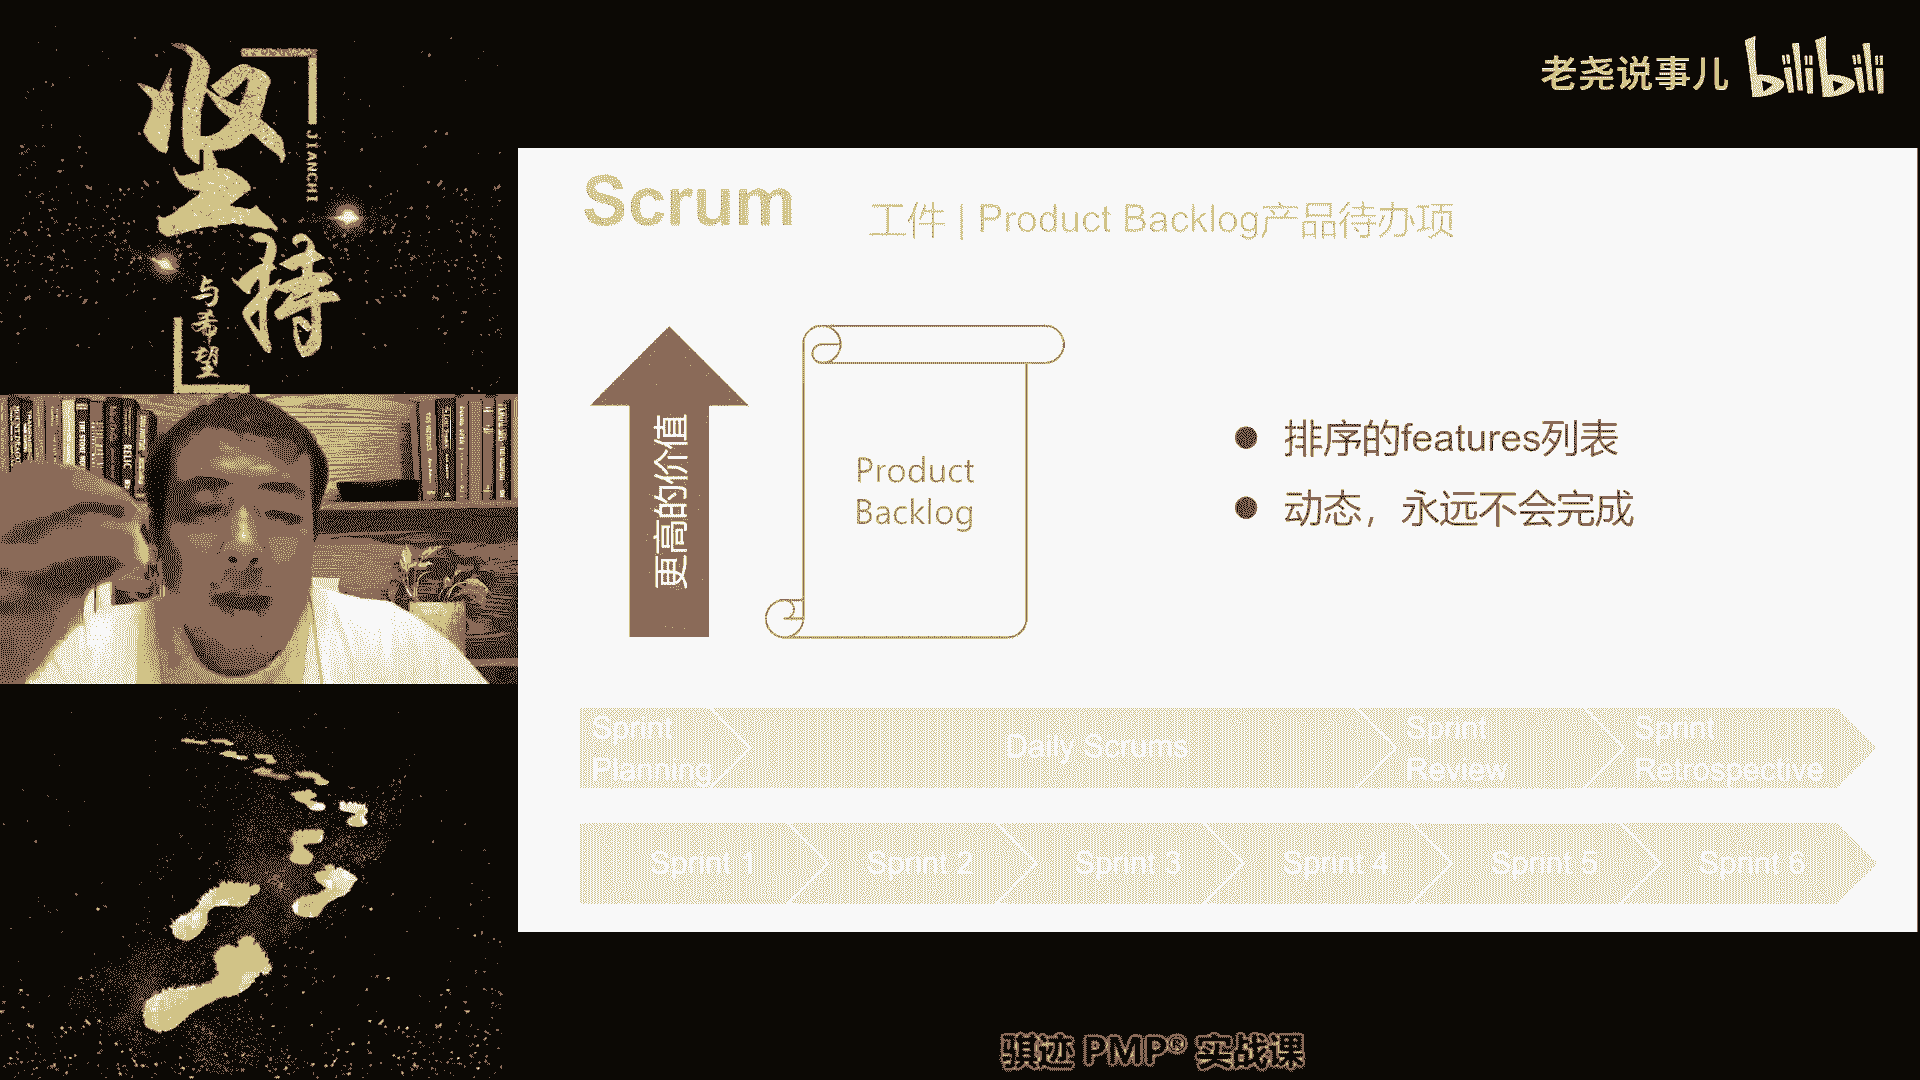 坚持
JIANCHI
与希望
老尧说事儿 bilibili
Scrum
工件 | Product Backlog产品待办项
更高的价值
Product
Backlog
排序的features列表
动态，永远不会完成
Sprint
Planning
Daily Scrums
Sprint
Review
Sprint
Retrospective
Sprint 1
Sprint 2
Sprint 3
Sprint 4
Sprint 5
Sprint 6
骐迹 PMP® 实战课